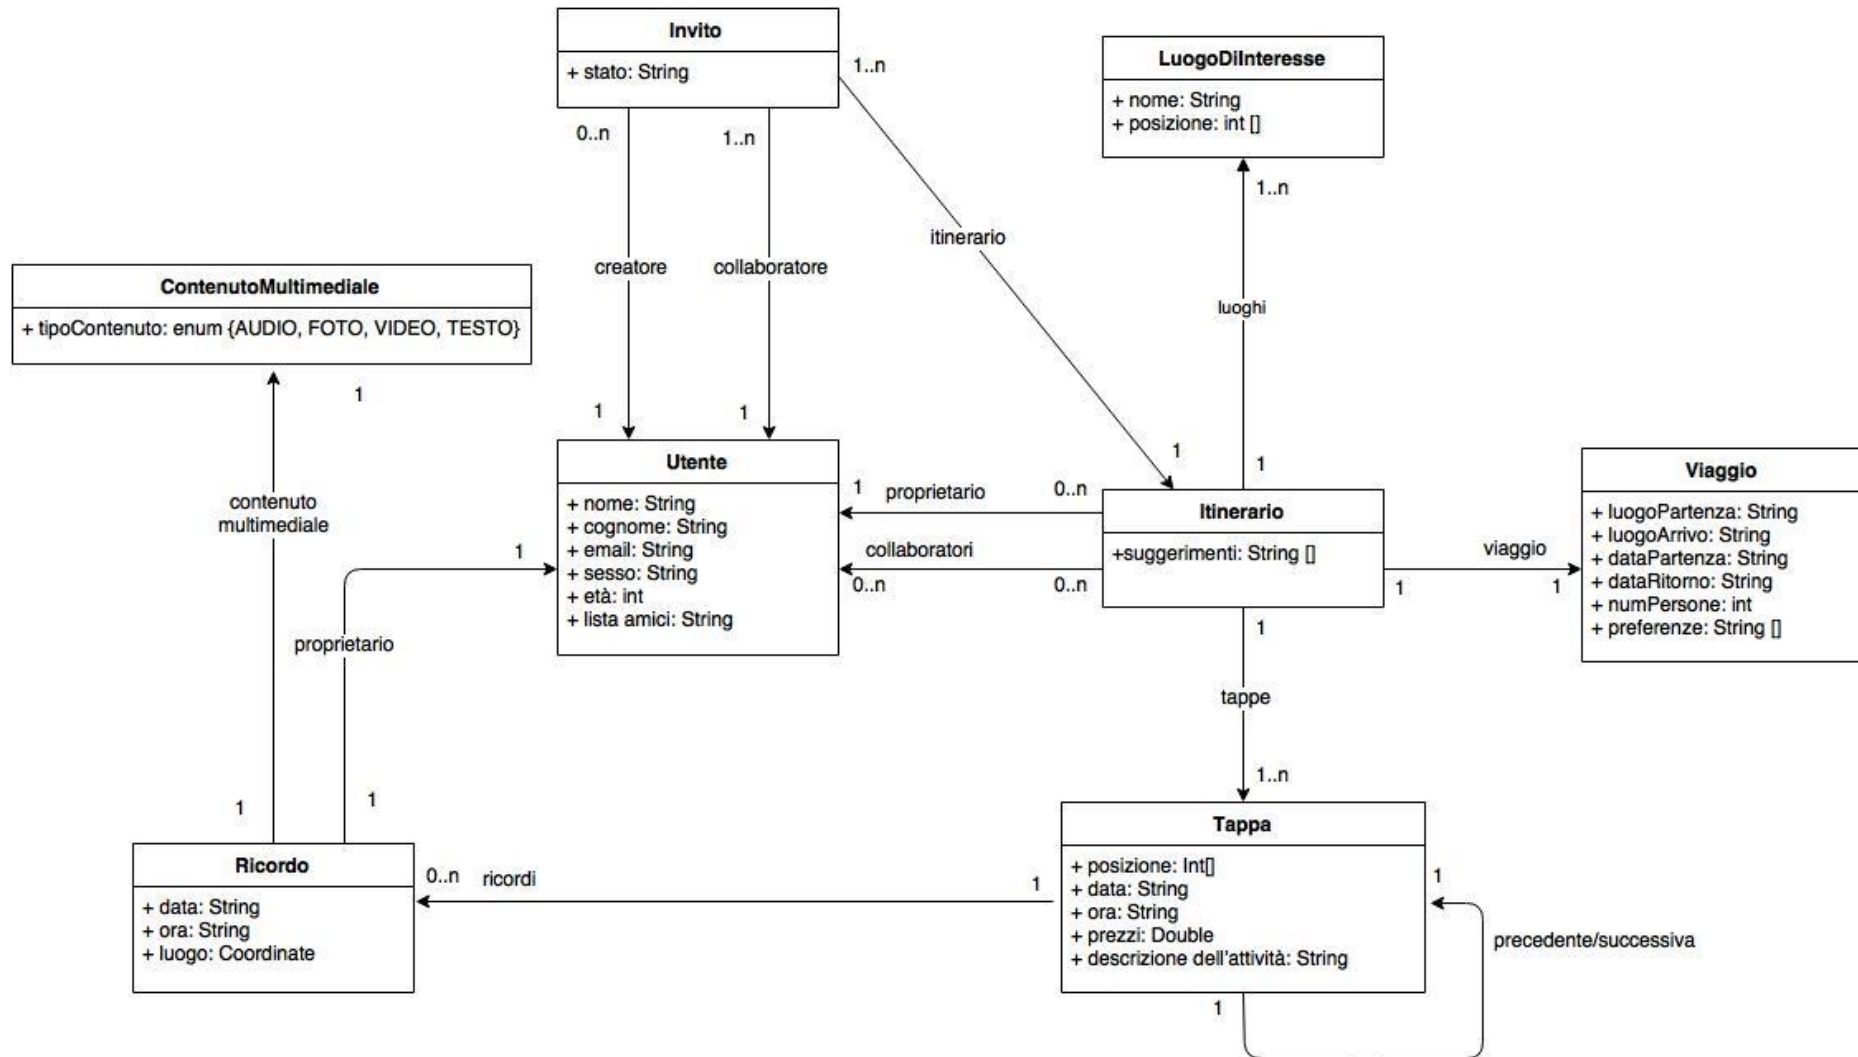 Invito
+ stato: String
1..n
0..n
1..n
creatore
collaboratore
itinerario
1
1
1
LuogoDiInteresse
+ nome: String
+ posizione: int []
1..n
luoghi
1
ContenutoMultimediale
+ tipoContenuto: enum {AUDIO, FOTO, VIDEO, TESTO}
1
contenuto
multimediale
1
Utente
+ nome: String
+ cognome: String
+ email: String
+ sesso: String
+ età: int
+ lista amici: String
1
proprietario
0..n
collaboratori
0..n
0..n
Itinerario
+suggerimenti: String []
viaggio
1
1
Viaggio
+ luogoPartenza: String
+ luogoArrivo: String
+ dataPartenza: String
+ dataRitorno: String
+ numPersone: int
+ preferenze: String []
1
proprietario
1
1
tappe
1..n
Ricordo
+ data: String
+ ora: String
+ luogo: Coordinate
0..n
ricordi
1
Tappa
+ posizione: Int[]
+ data: String
+ ora: String
+ prezzi: Double
+ descrizione dell'attività: String
1
precedente/successiva
1